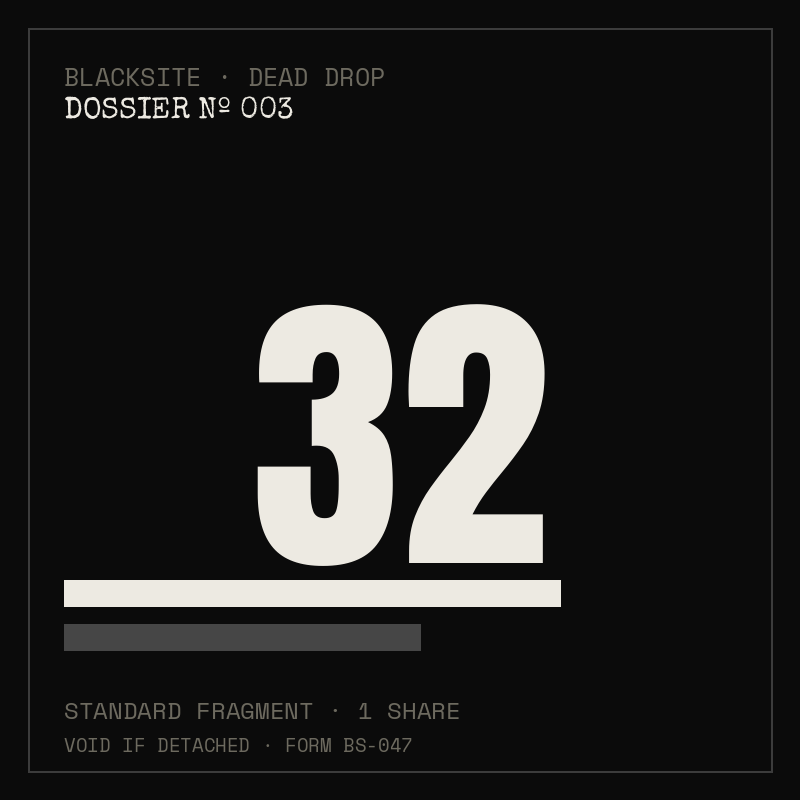 BLACKSITE · DEAD DROP
DOSSIER Nº 003
32
STANDARD FRAGMENT · 1 SHARE
VOID IF DETACHED · FORM BS-047